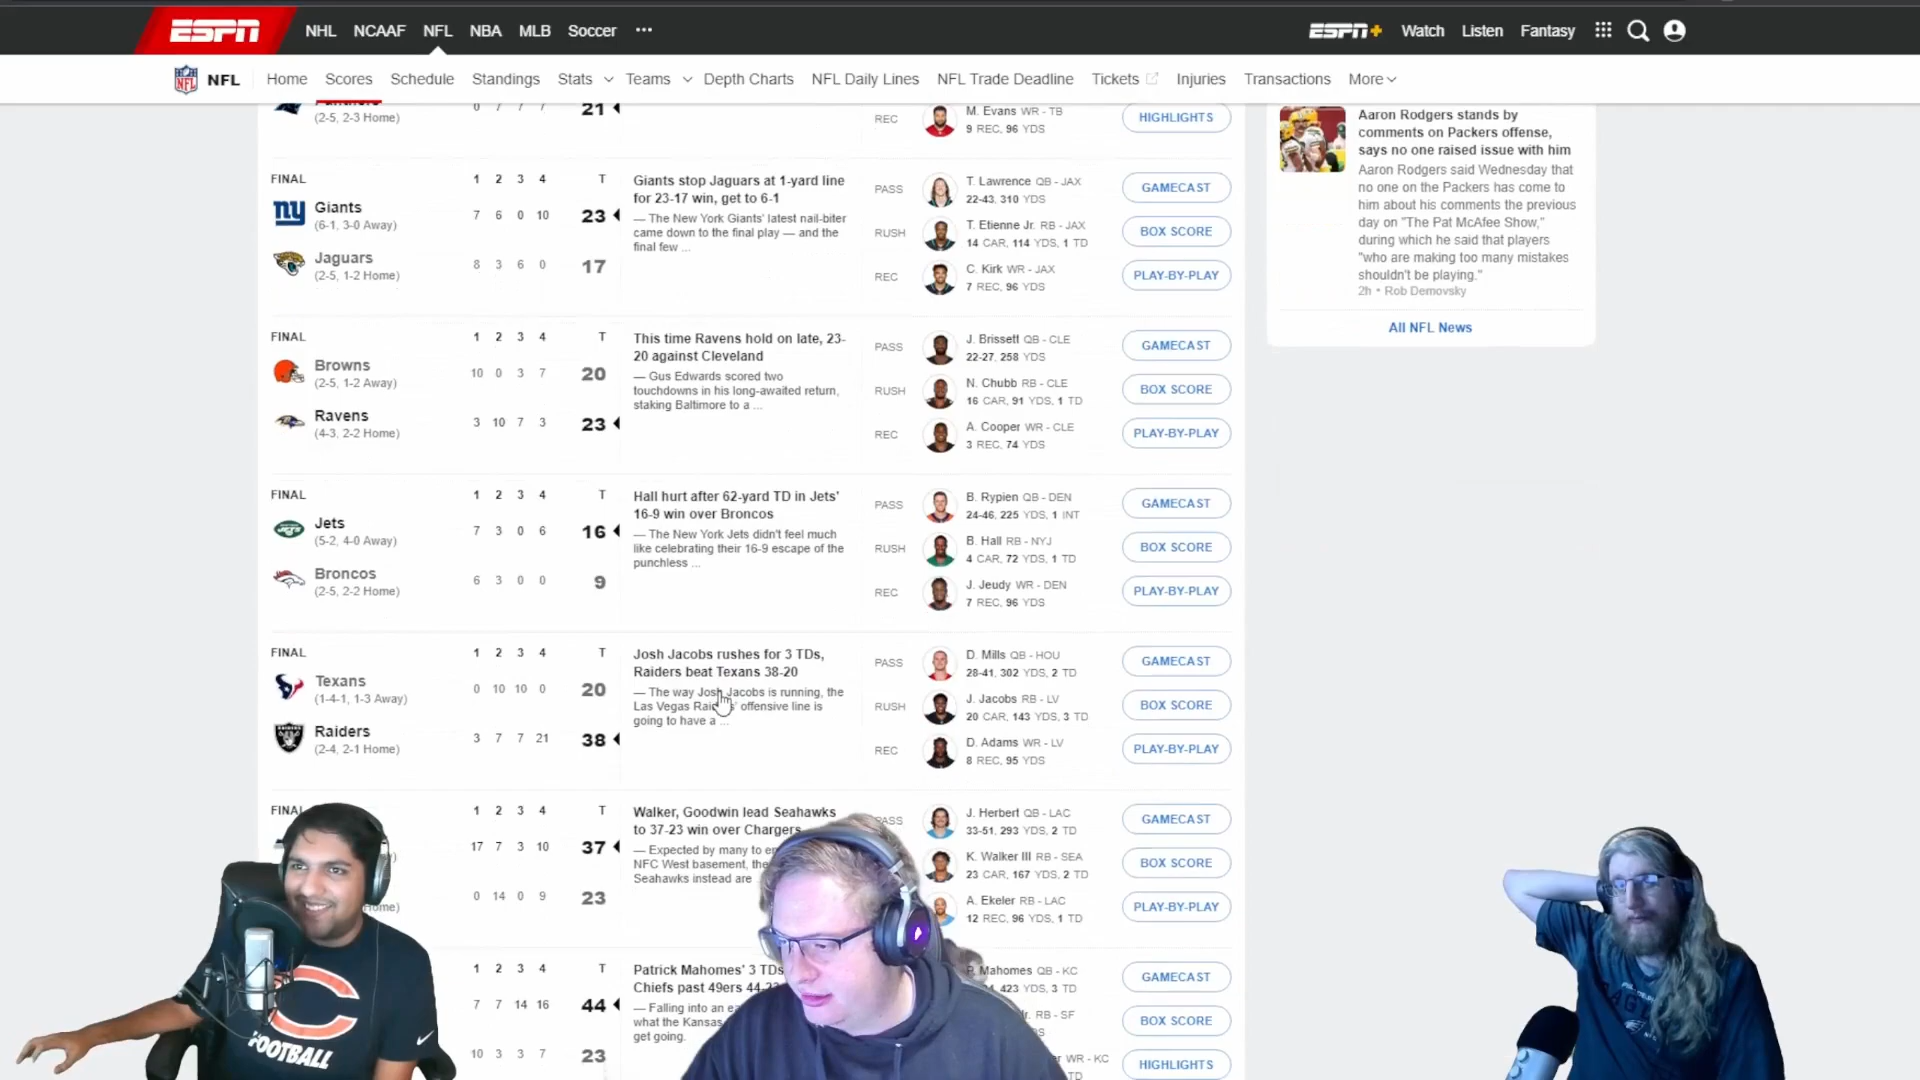 ESPN NHL NCAAF NFL NBA MLB Soccer ••• ESPN+ Watch Listen Fantasy
NFL Home Scores Schedule Standings Stats Teams Depth Charts NFL Daily Lines NFL Trade Deadline Tickets Injuries Transactions More
Panthers
(2-5, 2-3 Home)
0 7 7 7 21
REC
M. Evans WR - TB
9 REC, 96 YDS
HIGHLIGHTS
FINAL 1 2 3 4 T
Giants
(6-1, 3-0 Away)
7 6 0 10 23
Jaguars
(2-5, 1-2 Home)
8 3 6 0 17
Giants stop Jaguars at 1-yard line
for 23-17 win, get to 6-1
— The New York Giants' latest nail-biter
came down to the final play — and the
final few ...
PASS
T. Lawrence QB - JAX
22-43, 310 YDS
RUSH
T. Etienne Jr. RB - JAX
14 CAR, 114 YDS, 1 TD
REC
C. Kirk WR - JAX
7 REC, 96 YDS
GAMECAST
BOX SCORE
PLAY-BY-PLAY
FINAL 1 2 3 4 T
Browns
(2-5, 1-2 Away)
10 0 3 7 20
Ravens
(4-3, 2-2 Home)
3 10 7 3 23
This time Ravens hold on late, 23-
20 against Cleveland
— Gus Edwards scored two
touchdowns in his long-awaited return,
staking Baltimore to a ...
PASS
J. Brissett QB - CLE
22-27, 258 YDS
RUSH
N. Chubb RB - CLE
16 CAR, 91 YDS, 1 TD
REC
A. Cooper WR - CLE
3 REC, 74 YDS
GAMECAST
BOX SCORE
PLAY-BY-PLAY
FINAL 1 2 3 4 T
Jets
(5-2, 4-0 Away)
7 3 0 6 16
Broncos
(2-5, 2-2 Home)
6 3 0 0 9
Hall hurt after 62-yard TD in Jets'
16-9 win over Broncos
— The New York Jets didn't feel much
like celebrating their 16-9 escape of the
punchless ...
PASS
B. Rypien QB - DEN
24-46, 225 YDS, 1 INT
RUSH
B. Hall RB - NYJ
4 CAR, 72 YDS, 1 TD
REC
J. Jeudy WR - DEN
7 REC, 96 YDS
GAMECAST
BOX SCORE
PLAY-BY-PLAY
FINAL 1 2 3 4 T
Texans
(1-4-1, 1-3 Away)
0 10 10 0 20
Raiders
(2-4, 2-1 Home)
3 7 7 21 38
Josh Jacobs rushes for 3 TDs,
Raiders beat Texans 38-20
— The way Josh Jacobs is running, the
Las Vegas offensive line is
going to have a ...
PASS
D. Mills QB - HOU
28-41, 302 YDS, 2 TD
RUSH
J. Jacobs RB - LV
20 CAR, 143 YDS, 3 TD
REC
D. Adams WR - LV
8 REC, 95 YDS
GAMECAST
BOX SCORE
PLAY-BY-PLAY
FINAL 1 2 3 4 T
17 7 3 10 37
0 14 0 9 23
Home)
Walker, Goodwin lead Seahawks
to 37-23 win over Chargers
— Expected by many to
NFC West basement, the
Seahawks instead are
PASS
J. Herbert QB - LAC
33-51, 293 YDS, 2 TD
K. Walker III RB - SEA
23 CAR, 167 YDS, 2 TD
A. Ekeler RB - LAC
12 REC, 96 YDS, 1 TD
GAMECAST
BOX SCORE
PLAY-BY-PLAY
1 2 3 4 T
7 7 14 16 44
10 3 3 7 23
Patrick Mahomes' 3 TDs
Chiefs past 49ers
— Falling into an
what the Kansas
get going.
P. Mahomes QB - KC
423 YDS, 3 TD
RB - SF
WR - KC
TD
GAMECAST
BOX SCORE
HIGHLIGHTS
Aaron Rodgers stands by
comments on Packers offense,
says no one raised issue with him
Aaron Rodgers said Wednesday that
no one on the Packers has come to
him about his comments the previous
day on "The Pat McAfee Show,"
during which he said that players
"who are making too many mistakes
shouldn't be playing."
2h • Rob Demovsky
All NFL News
FOOTBALL